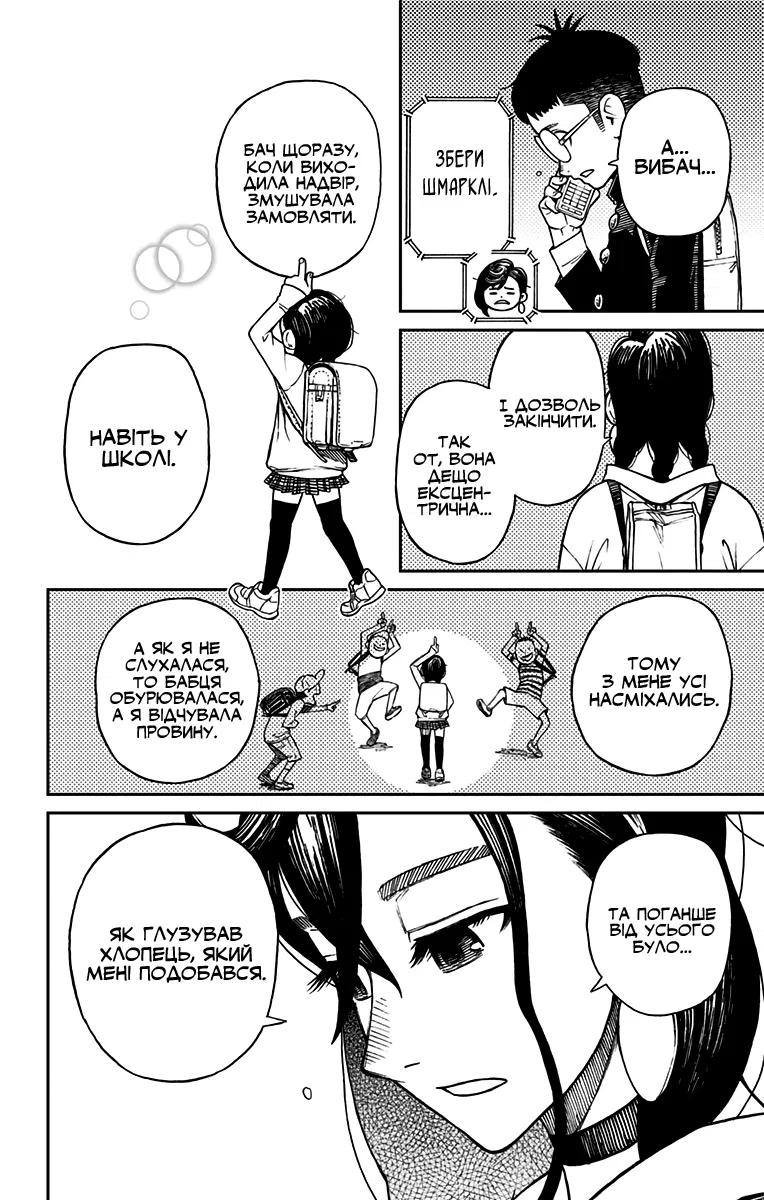 А...
ВИБАЧ...
ЗБЕРИ
ШМАРКЛІ.
І ДОЗВОЛЬ
ЗАКІНЧИТИ.
ТАК
ОТ, ВОНА
ДЕЩО
ЕКСЦЕН-
ТРИЧНА...
БАЧ ЩОРАЗУ,
КОЛИ ВИХО-
ДИЛА НАДВІР,
ЗМУШУВАЛА
ЗАМОВЛЯТИ.
НАВІТЬ У
ШКОЛІ.
ТОМУ
З МЕНЕ УСІ
НАСМІХАЛИСЬ.
А ЯК Я НЕ
СЛУХАЛАСЯ,
ТО БАБЦЯ
ОБУРЮВАЛАСЯ,
А Я ВІДЧУВАЛА
ПРОВИНУ.
ТА ПОГАНШЕ
ВІД УСЬОГО
БУЛО...
ЯК ГЛУЗУВАВ
ХЛОПЕЦЬ, ЯКИЙ
МЕНІ ПОДОБАВСЯ.